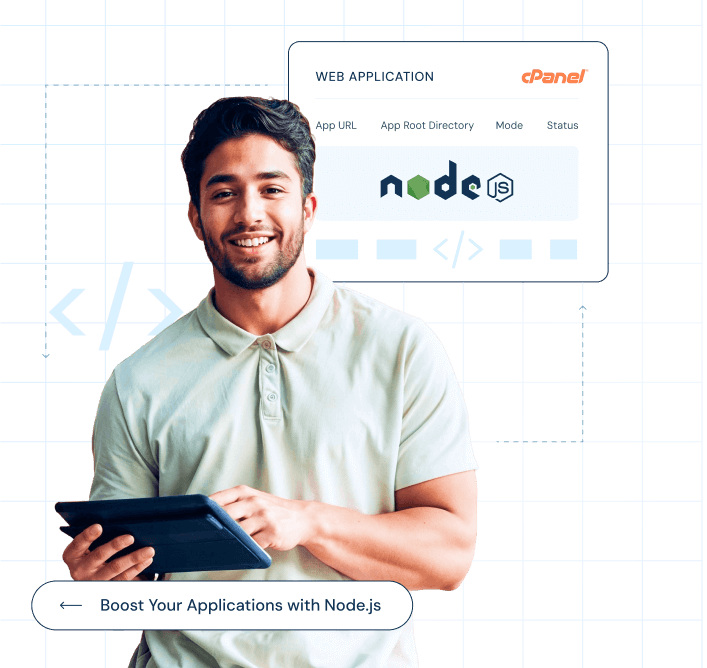 WEB APPLICATION
cPanel
App URL App Root Directory Mode Status
node
JS
</>
</>
Boost Your Applications with Node.js